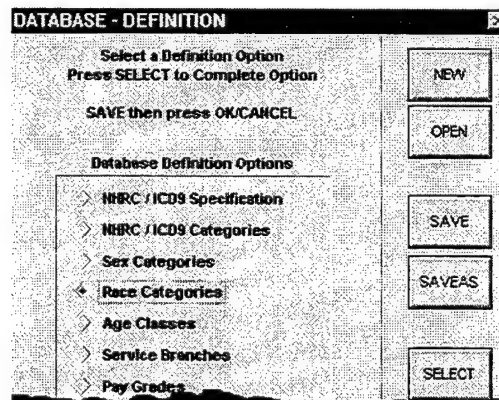 DATABASE - DEFINITION
Select a Definition Option
Press SELECT to Complete Option
SAVE then press OK/CANCEL
Database Definition Options
NHRC / ICD9 Specification
NHRC / ICD9 Categories
Sex Categories
Race Categories
Age Classes
Service Branches
Pay Grades
NEW
OPEN
SAVE
SAVEAS
SELECT